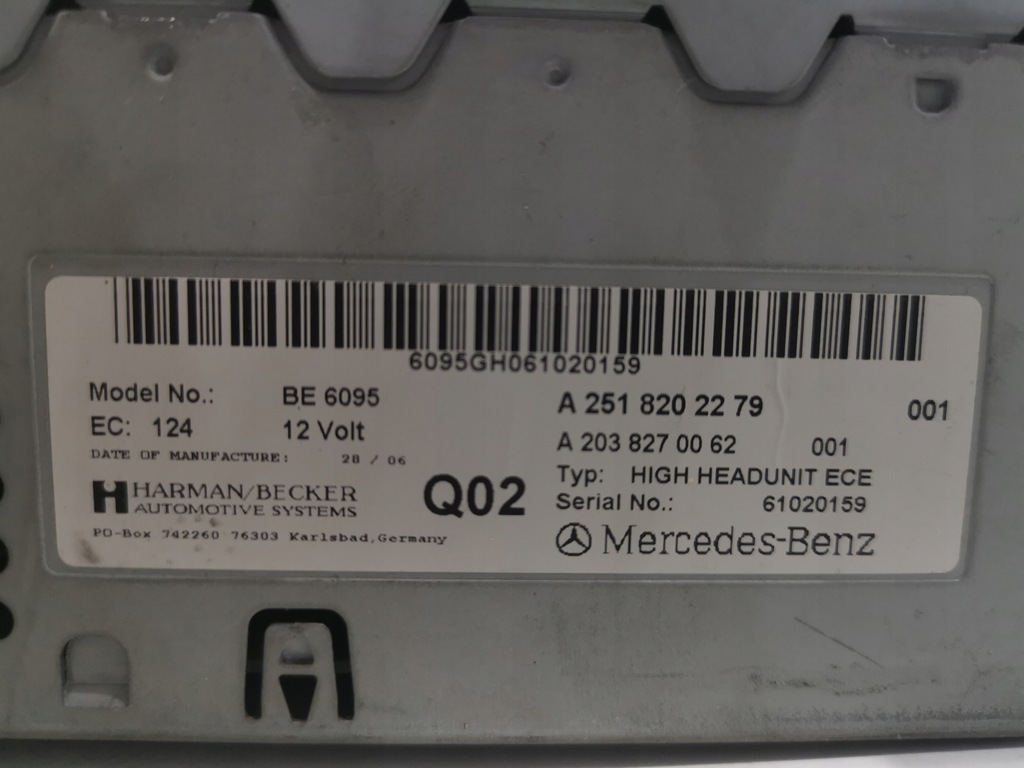 6095GH061020159
Model No.: BE 6095
EC: 124 12 Volt
DATE OF MANUFACTURE: 28 / 06
HARMAN/BECKER
AUTOMOTIVE SYSTEMS
Q02
PO-Box 742260 76303 Karlsbad,Germany
A 251 820 22 79 001
A 203 827 00 62 001
Typ: HIGH HEADUNIT ECE
Serial No.: 61020159
Mercedes-Benz